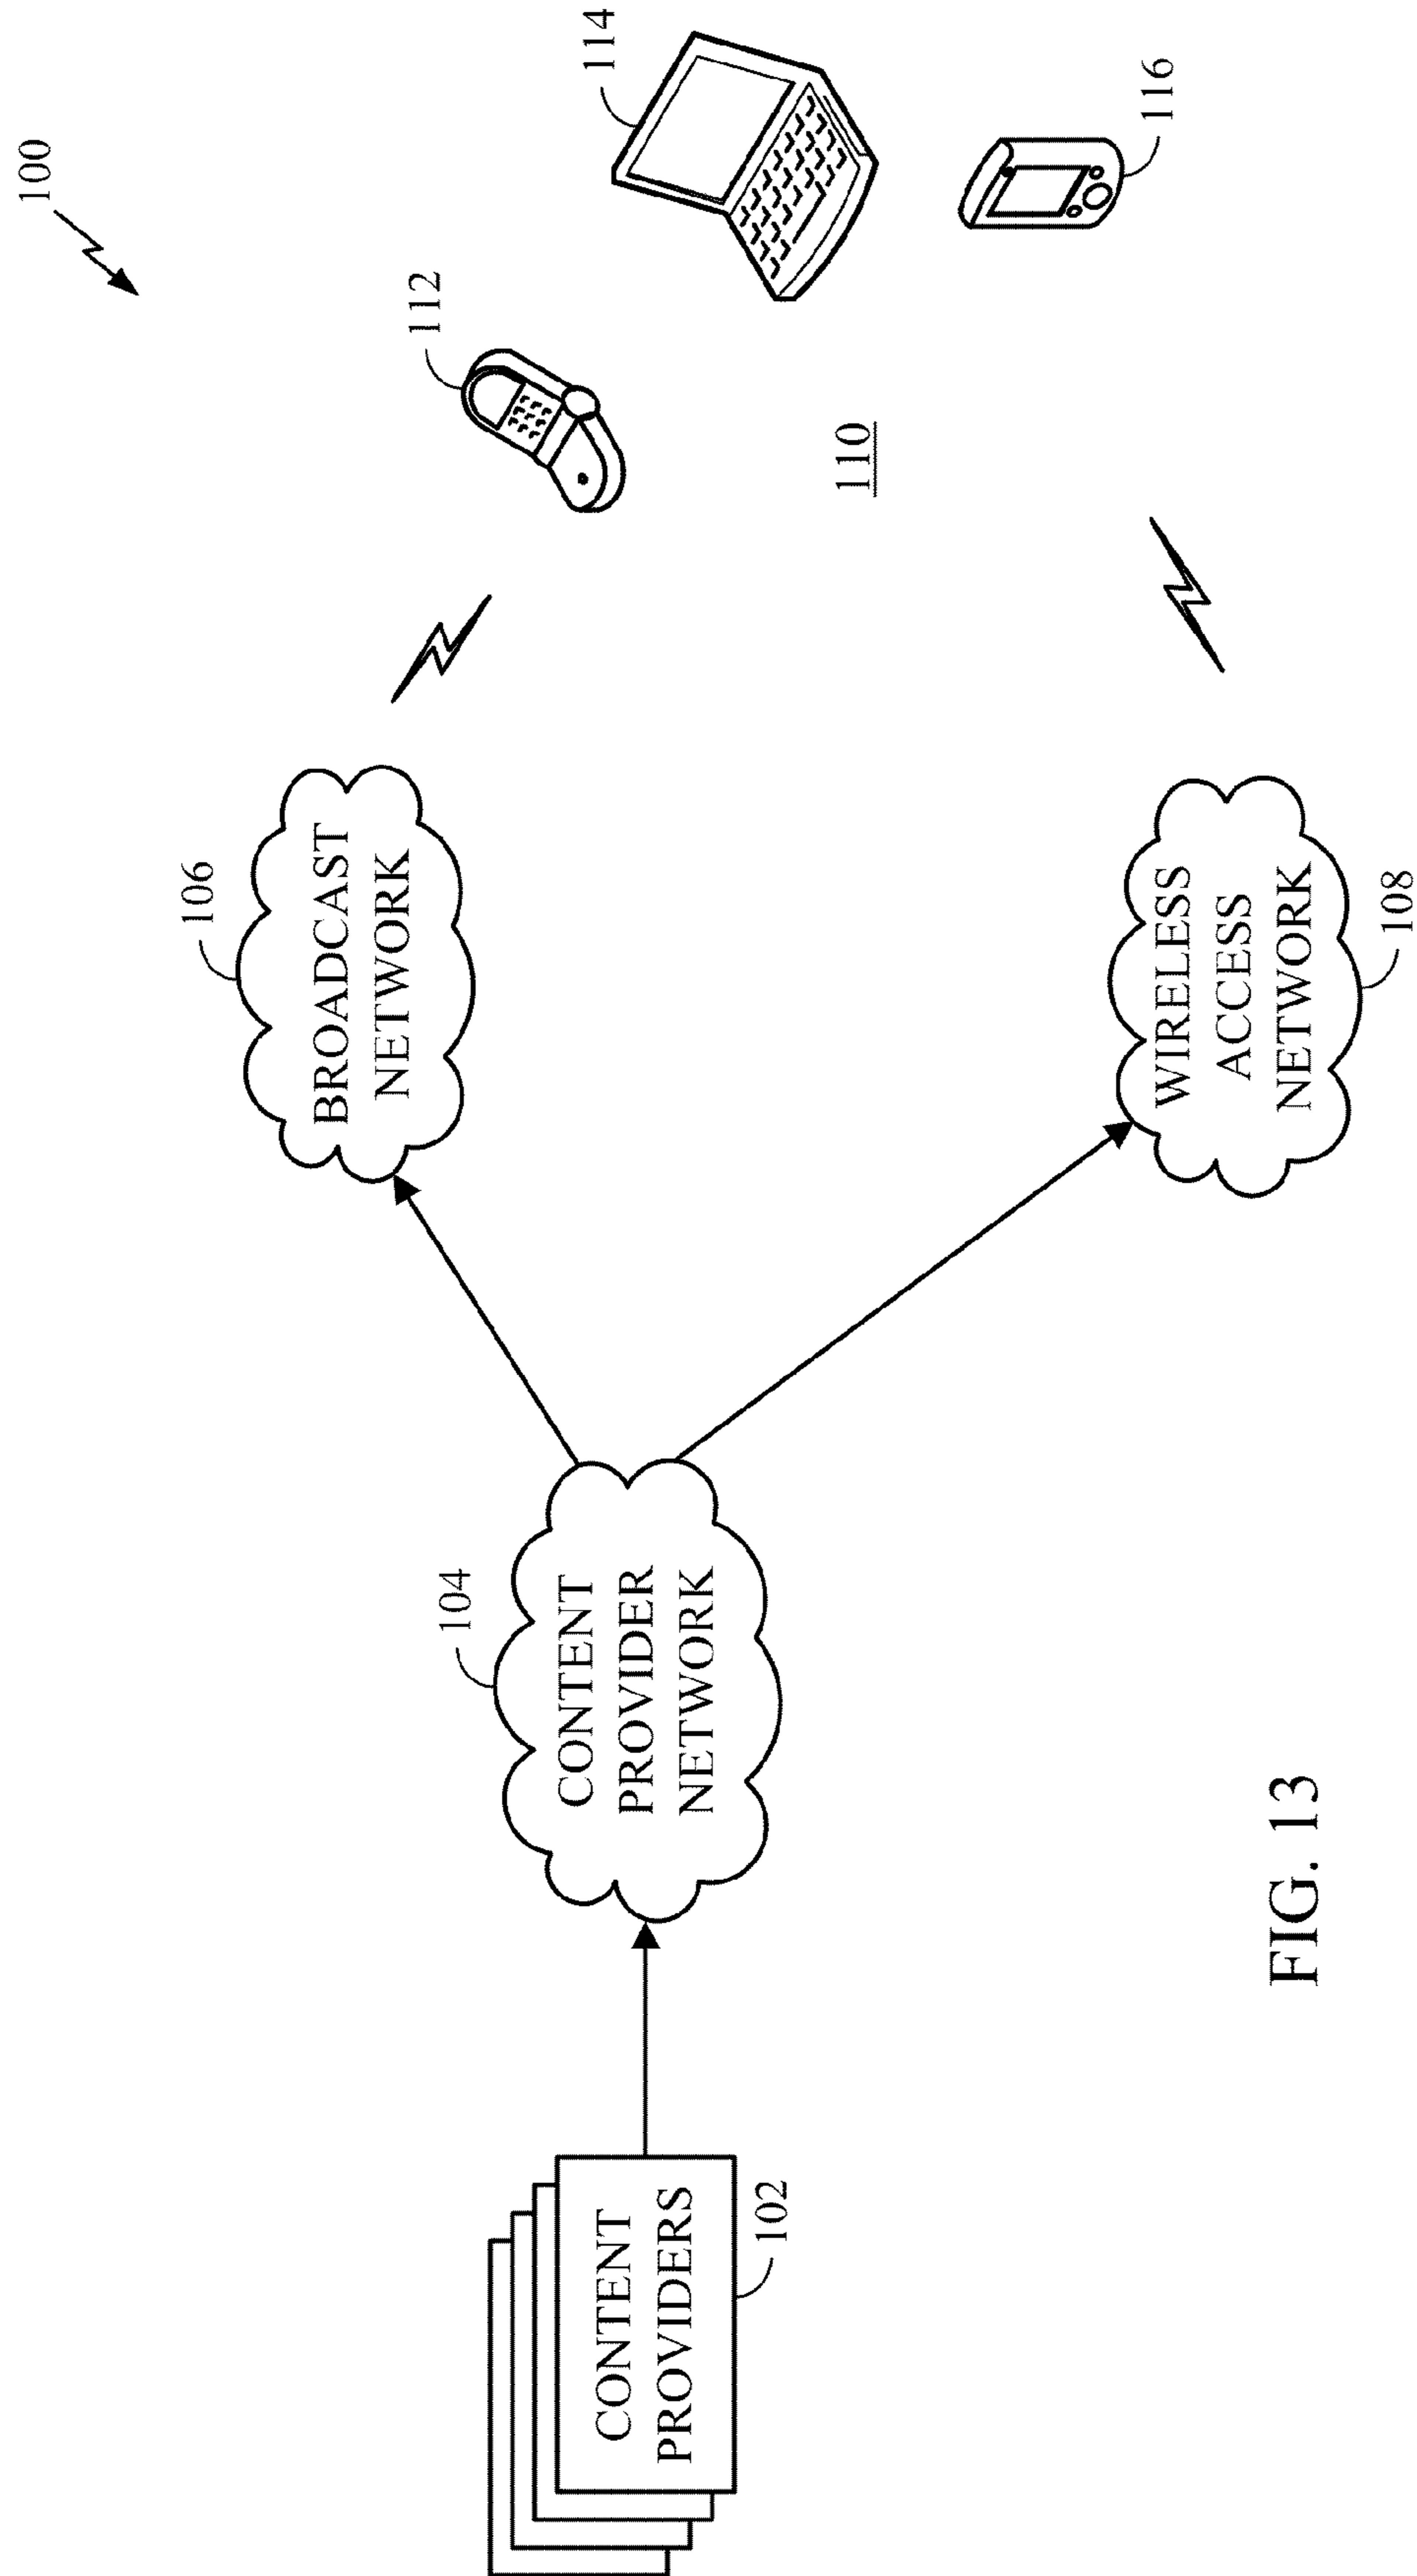 100
106
BROADCAST
NETWORK
112
114
104
CONTENT
PROVIDER
NETWORK
CONTENT
PROVIDERS
102
110
116
WIRELESS
ACCESS
NETWORK
108
FIG. 13